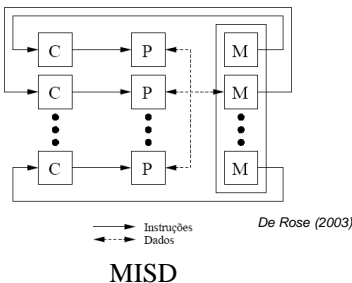 C P M
C P M
C P M
Instruções
Dados
De Rose (2003)
MISD